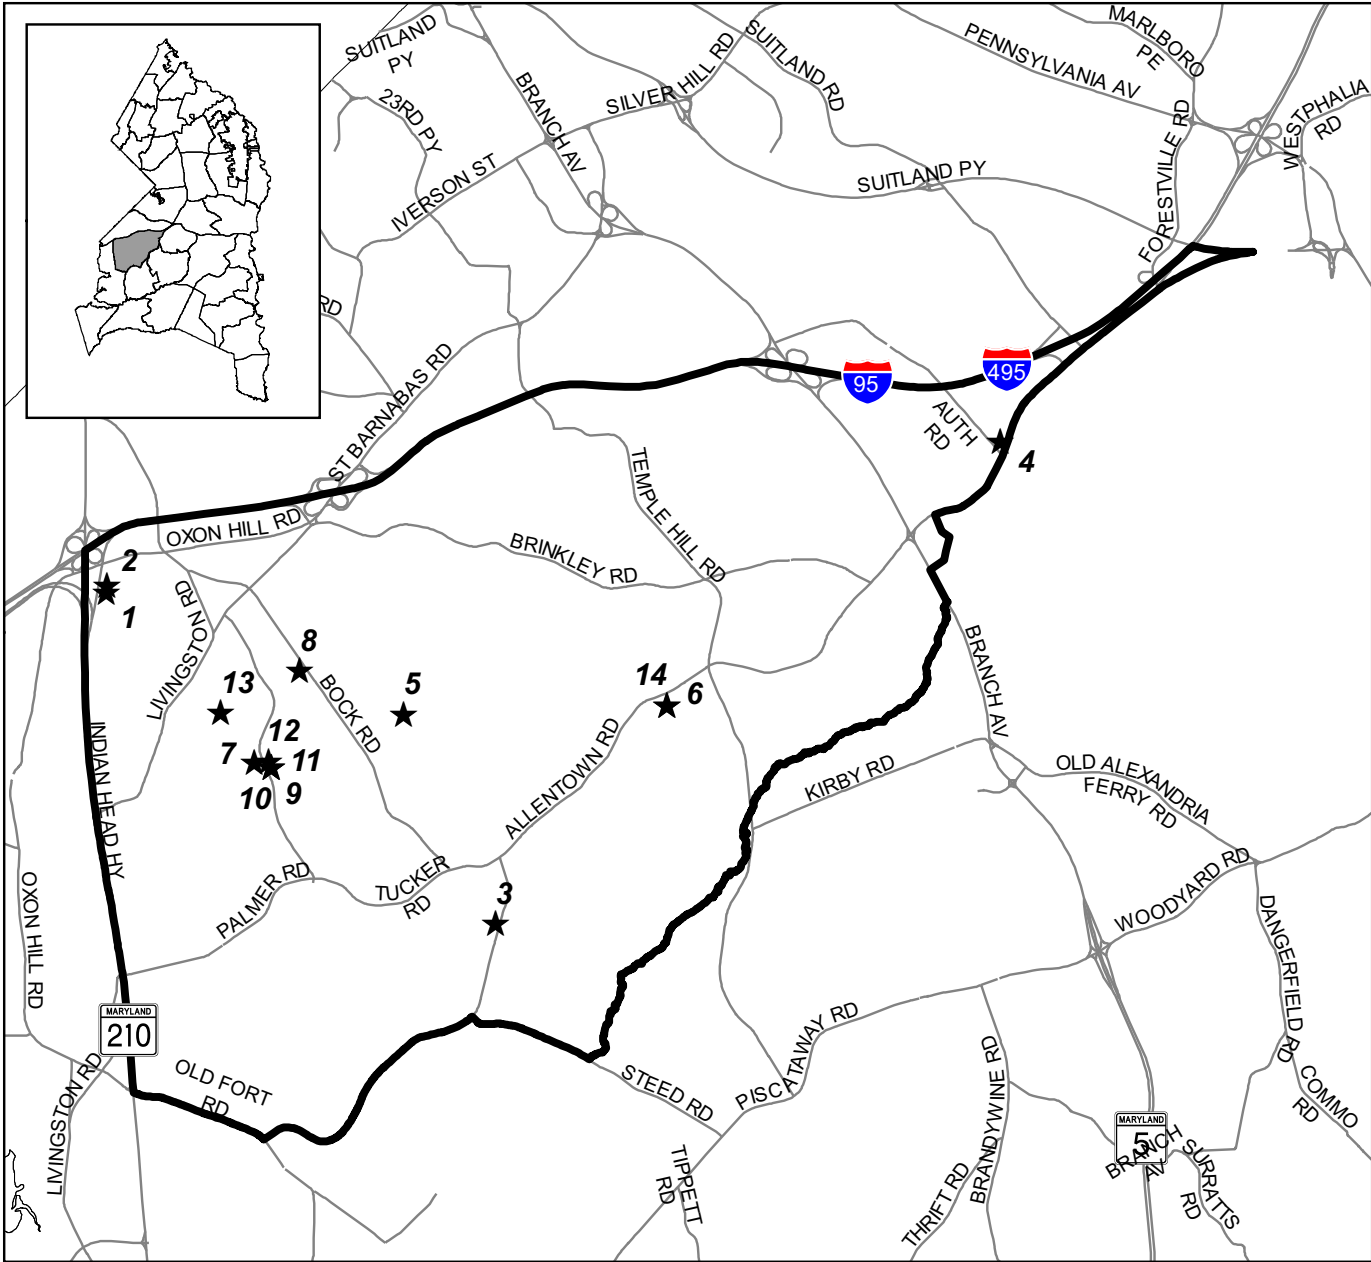 SUITLAND
PY
23RD PY
BRANCH AV
SILVER HILL RD
SUITLAND RD
PENNSYLVANIA AV
MARLBORO
PE
WESTPHALIA
RD
FORESTVILLE RD
IVERSON ST
SUITLAND PY
RD
ST BARNABAS RD
95
495
AUTH
RD
4
OXON HILL RD
TEMPLE HILL RD
BRINKLEY RD
2
1
LIVINGSTON RD
LIVINGSTON RD
8
13
BOCK RD
5
14
6
BRANCH AV
12
7
11
10
9
INDIAN HEAD HY
ALLENTOWN RD
KIRBY RD
OLD ALEXANDRIA
FERRY RD
OXON HILL RD
PALMER RD
TUCKER
RD
3
WOODYARD RD
DANGERFIELD RD
MARYLAND
210
PISCATAWAY RD
OLD FORT
RD
STEED RD
LIVINGSTON RD
BRANDYWINE RD
COMMO
RD
MARYLAND
5
BRANCH
AV
SURRATTS
RD
TIPPETT
RD
THRIFT RD